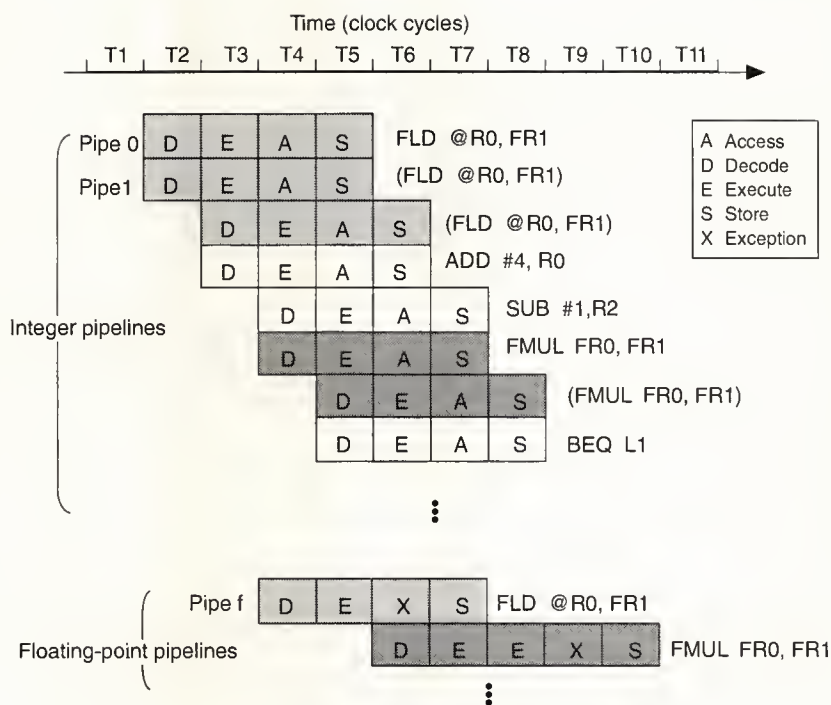 Time (clock cycles)
T1 T2 T3 T4 T5 T6 T7 T8 T9 T10 T11
Pipe 0 D E A S FLD @R0, FR1
Pipe1 D E A S (FLD @R0, FR1)
D E A S (FLD @R0, FR1)
D E A S ADD #4, R0
D E A S SUB #1,R2
Integer pipelines
D E A S FMUL FR0, FR1
D E A S (FMUL FR0, FR1)
D E A S BEQ L1
A Access
D Decode
E Execute
S Store
X Exception
Pipe f D E X S FLD @R0, FR1
Floating-point pipelines D E E X S FMUL FR0, FR1